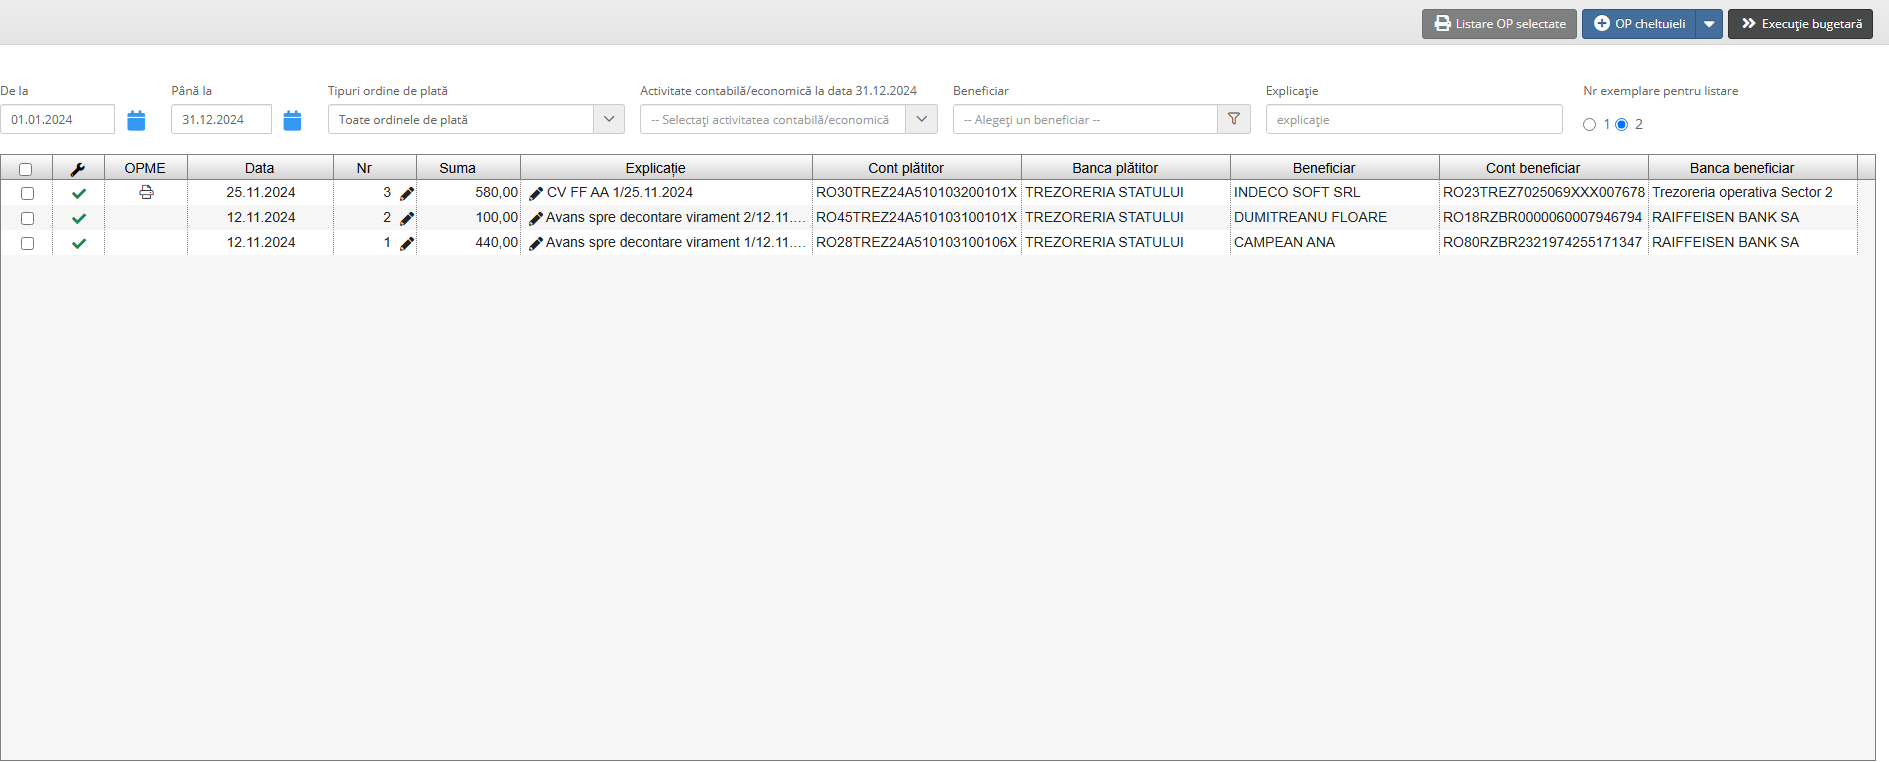 Listare OP selectate OP cheltuieli Execuție bugetară
De la Până la Tipuri ordine de plată Activitate contabilă/economică la data 31.12.2024 Beneficiar Explicație Nr exemplare pentru listare
01.01.2024 31.12.2024 Toate ordinele de plată -- Selectați activitatea contabilă/economică -- Alegeți un beneficiar -- explicație 1 2
OPME Data Nr Suma Explicație Cont plătitor Banca plătitor Beneficiar Cont beneficiar Banca beneficiar
25.11.2024 3 580,00 CV FF AA 1/25.11.2024 RO30TREZ24A510103200101X TREZORERIA STATULUI INDECO SOFT SRL RO23TREZ7025069XXX007678 Trezoreria operativa Sector 2
12.11.2024 2 100,00 Avans spre decontare virament 2/12.11.… RO45TREZ24A510103100101X TREZORERIA STATULUI DUMITREANU FLOARE RO18RZBR0000060007946794 RAIFFEISEN BANK SA
12.11.2024 1 440,00 Avans spre decontare virament 1/12.11.… RO28TREZ24A510103100106X TREZORERIA STATULUI CAMPEAN ANA RO80RZBR2321974255171347 RAIFFEISEN BANK SA